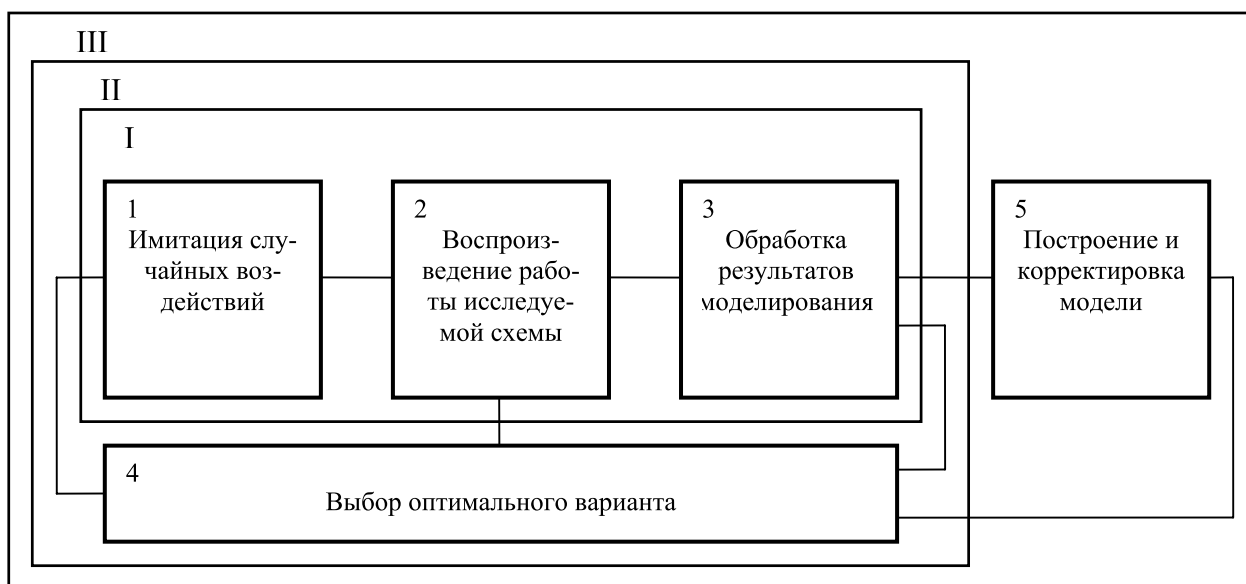 III
II
I
1
Имитация слу-
чайных воз-
действий
2
Воспроиз-
ведение рабо-
ты исследуе-
мой схемы
3
Обработка
результатов
моделирования
5
Построение и
корректировка
модели
4
Выбор оптимального варианта